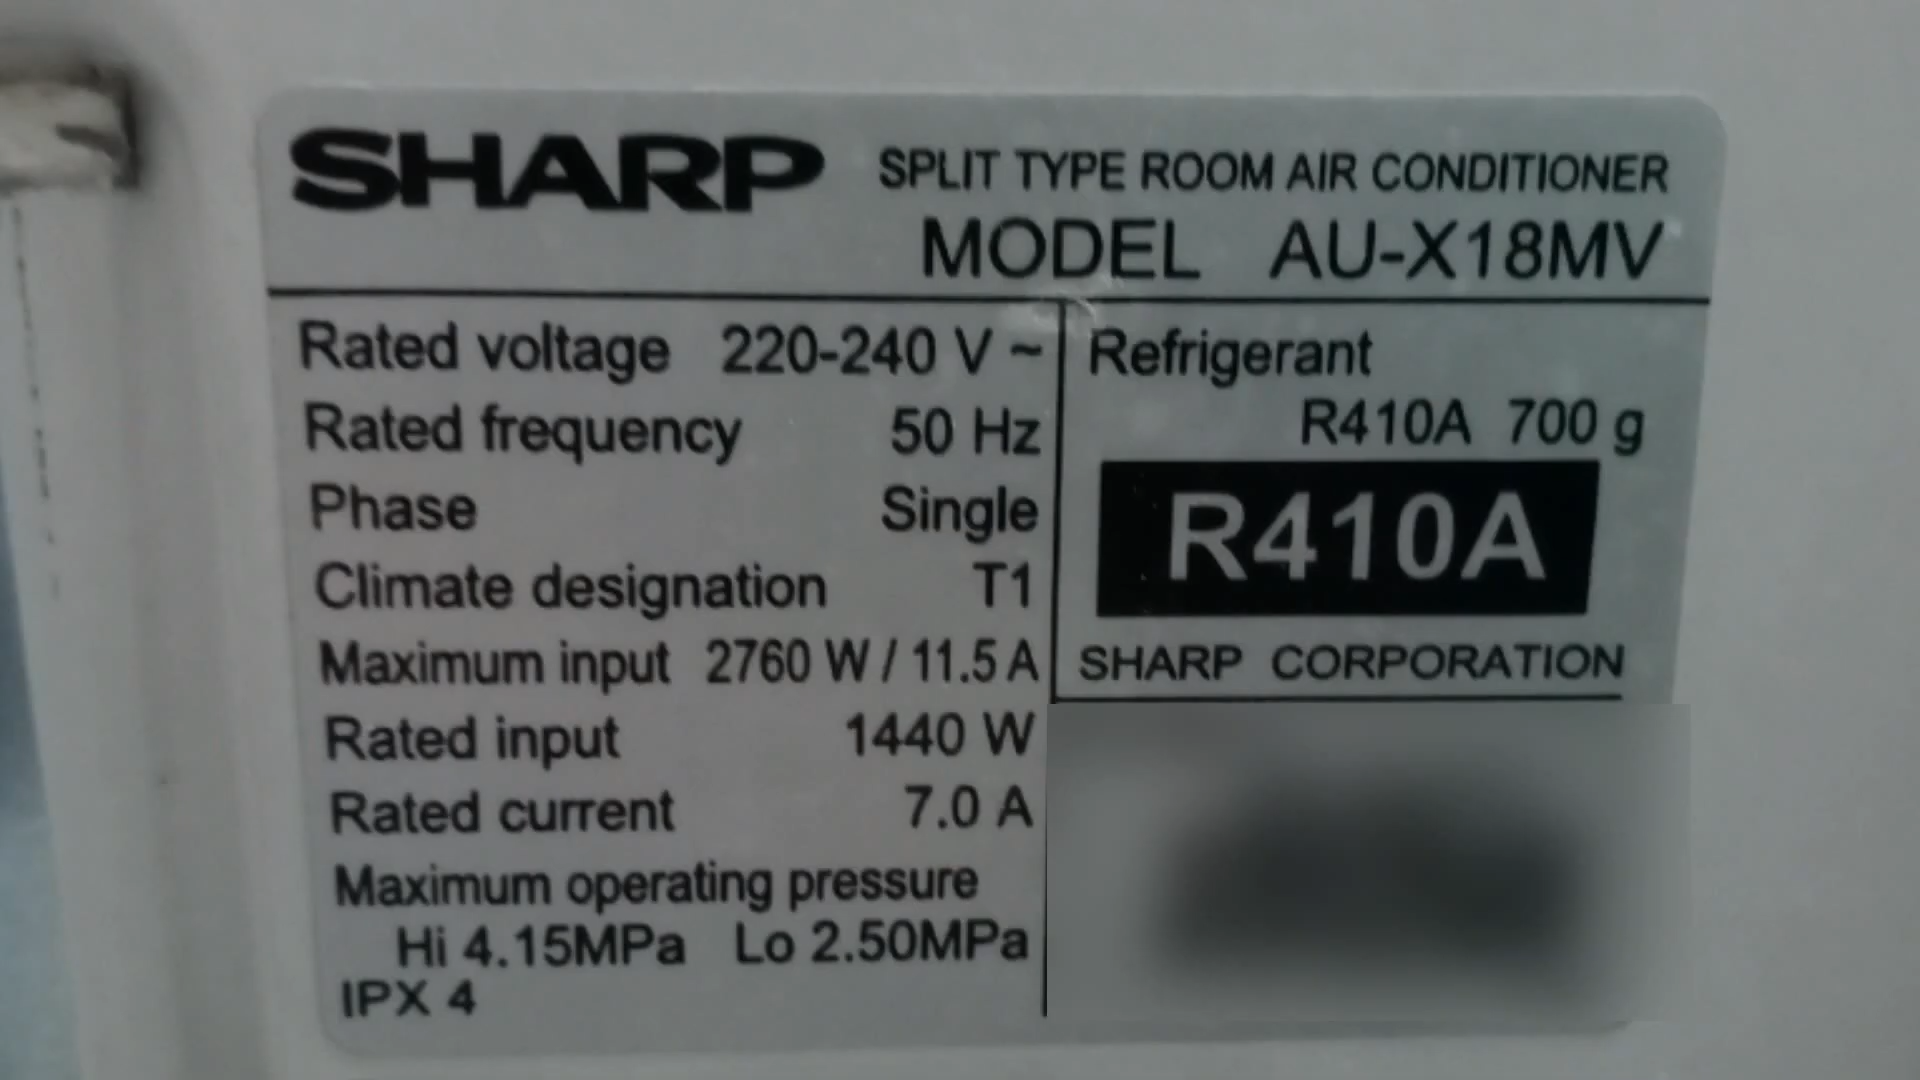 SHARP SPLIT TYPE ROOM AIR CONDITIONER
MODEL AU-X18MV
Rated voltage 220-240 V ~
Rated frequency 50 Hz
Phase Single
Climate designation T1
Maximum input 2760 W / 11.5 A
Rated input 1440 W
Rated current 7.0 A
Maximum operating pressure
Hi 4.15MPa Lo 2.50MPa
IPX 4
Refrigerant
R410A 700 g
R410A
SHARP CORPORATION